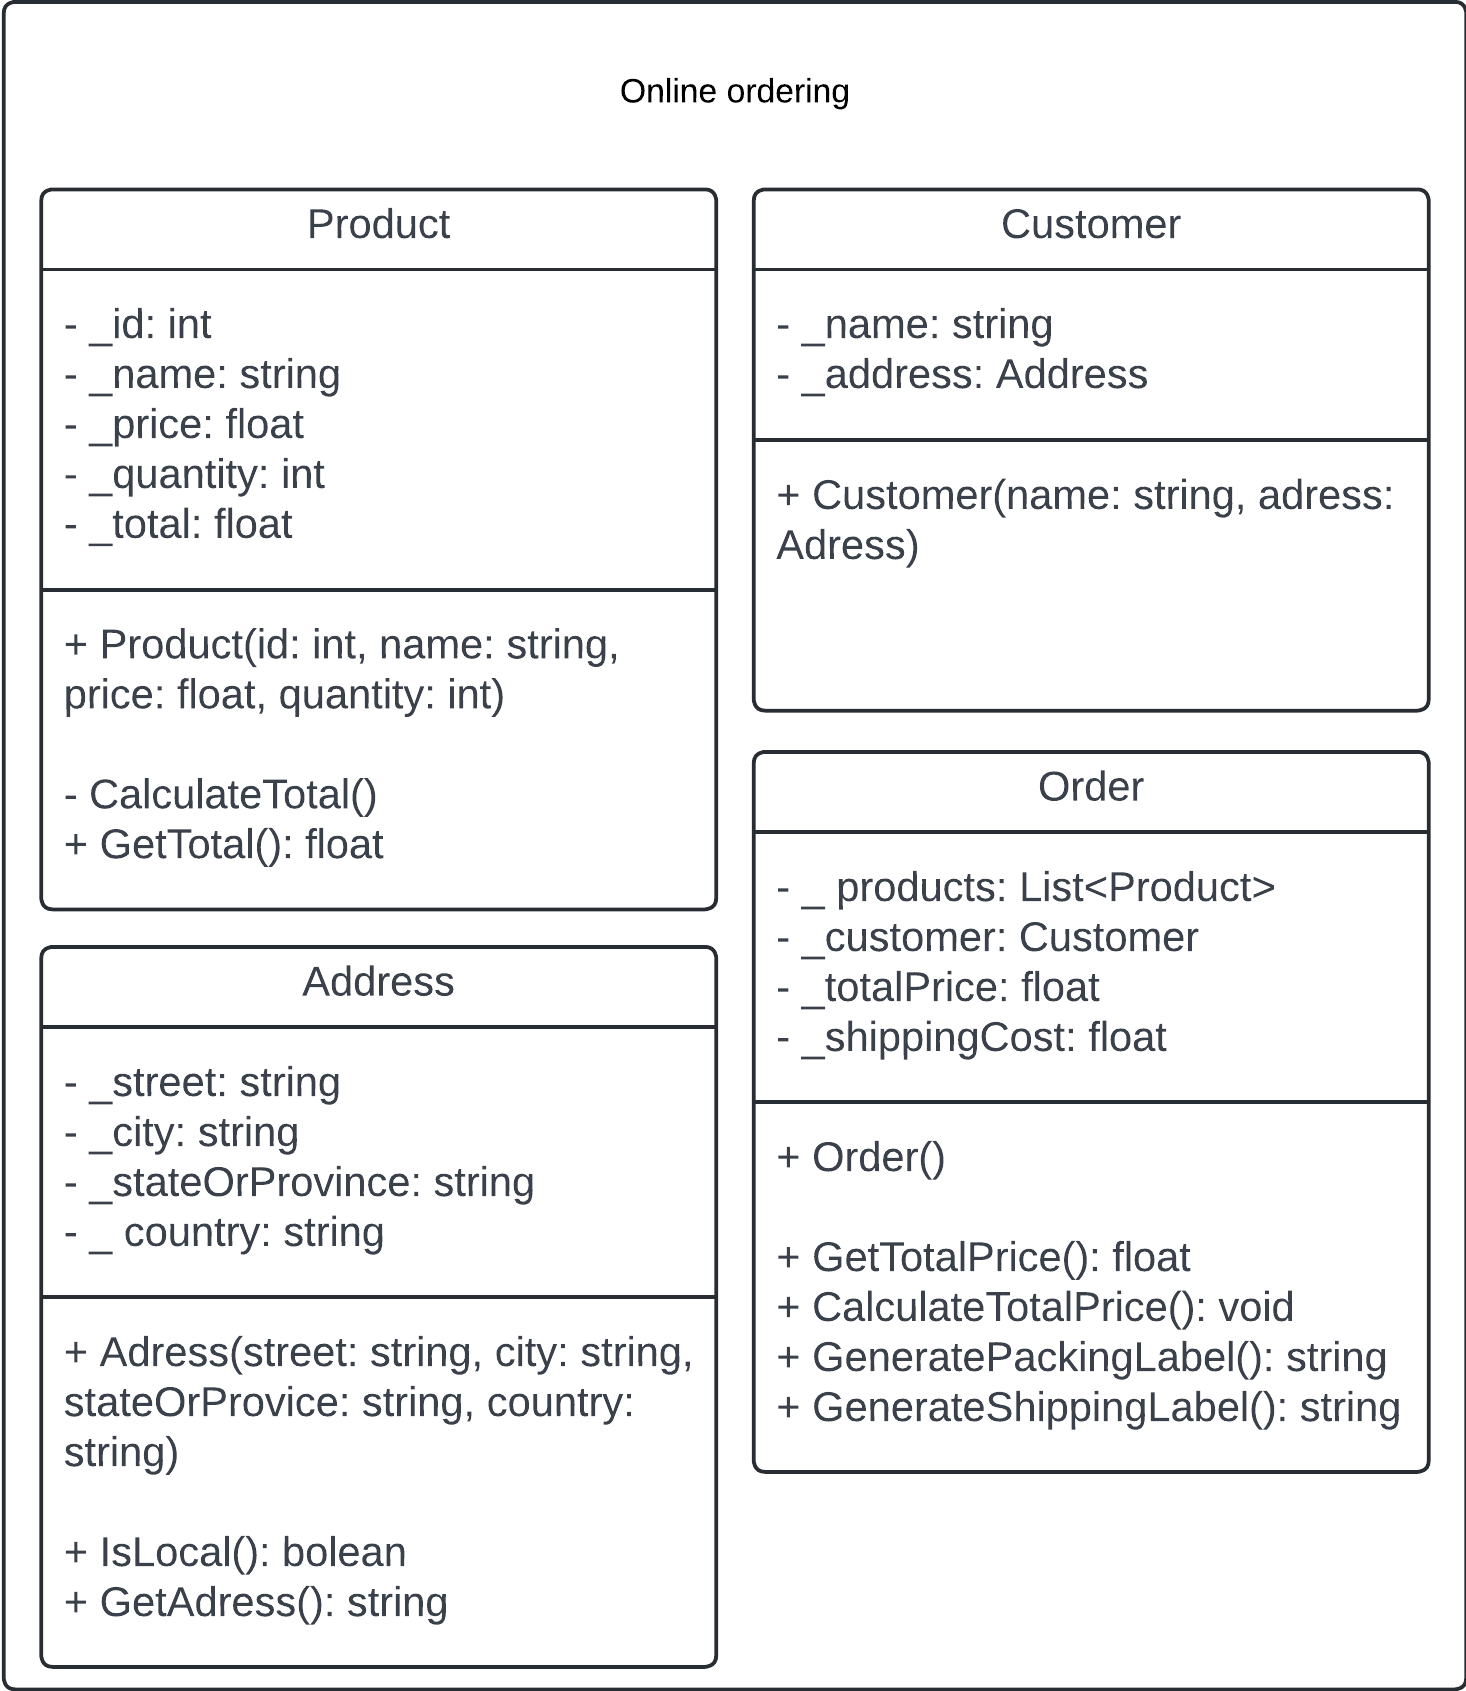 Online ordering
Product
- _id: int
- _name: string
- _price: float
- _quantity: int
- _total: float
+ Product(id: int, name: string,
price: float, quantity: int)
- CalculateTotal()
+ GetTotal(): float
Address
- _street: string
- _city: string
- _stateOrProvince: string
- _ country: string
+ Adress(street: string, city: string,
stateOrProvice: string, country:
string)
+ IsLocal(): bolean
+ GetAdress(): string
Customer
- _name: string
- _address: Address
+ Customer(name: string, adress:
Adress)
Order
- _ products: List<Product>
- _customer: Customer
- _totalPrice: float
- _shippingCost: float
+ Order()
+ GetTotalPrice(): float
+ CalculateTotalPrice(): void
+ GeneratePackingLabel(): string
+ GenerateShippingLabel(): string